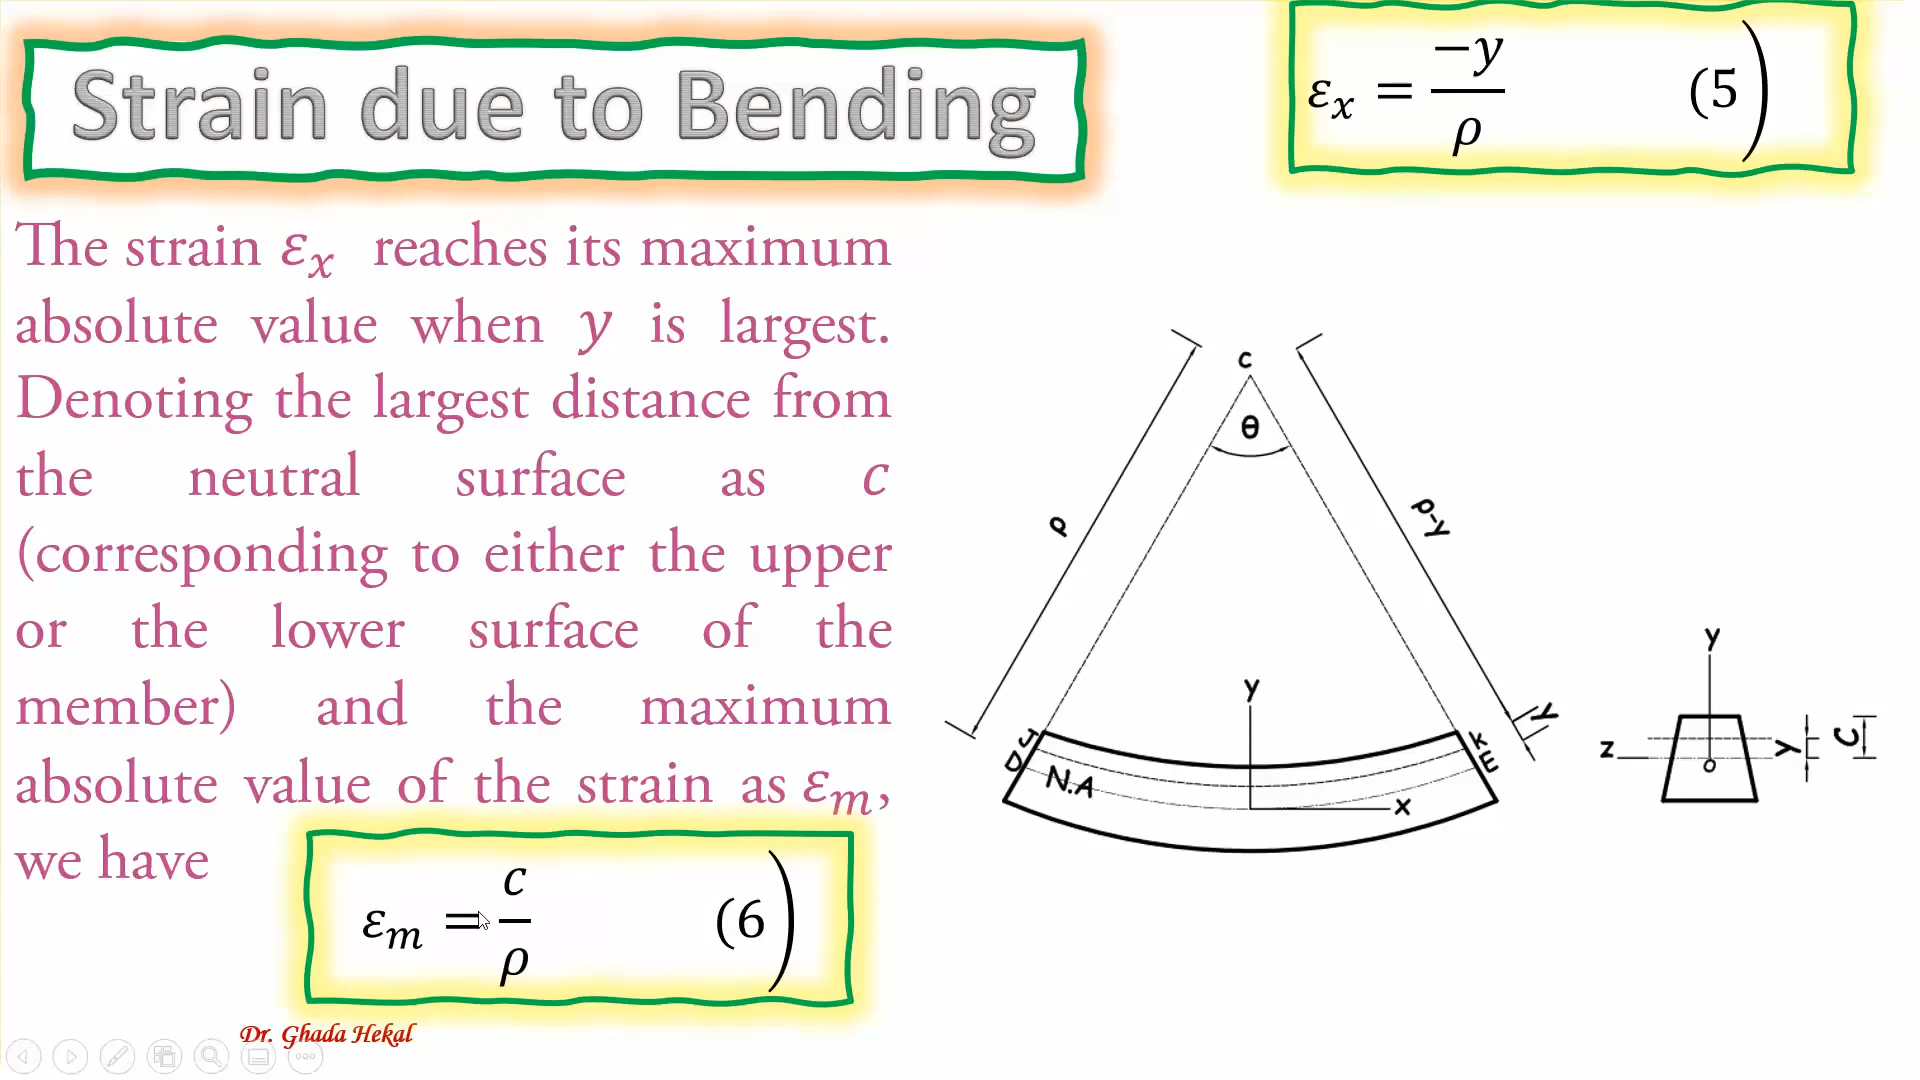 Strain due to Bending
εₓ = −y/ρ (5)
The strain εₓ reaches its maximum
absolute value when y is largest.
Denoting the largest distance from
the neutral surface as c
(corresponding to either the upper
or the lower surface of the
member) and the maximum
absolute value of the strain as εₘ,
we have
εₘ = c/ρ (6)
C
θ
ρ
ρ-y
y
y
J
D
N.A
K
E
x
y
z
o
y
C
Dr. Ghada Hekal